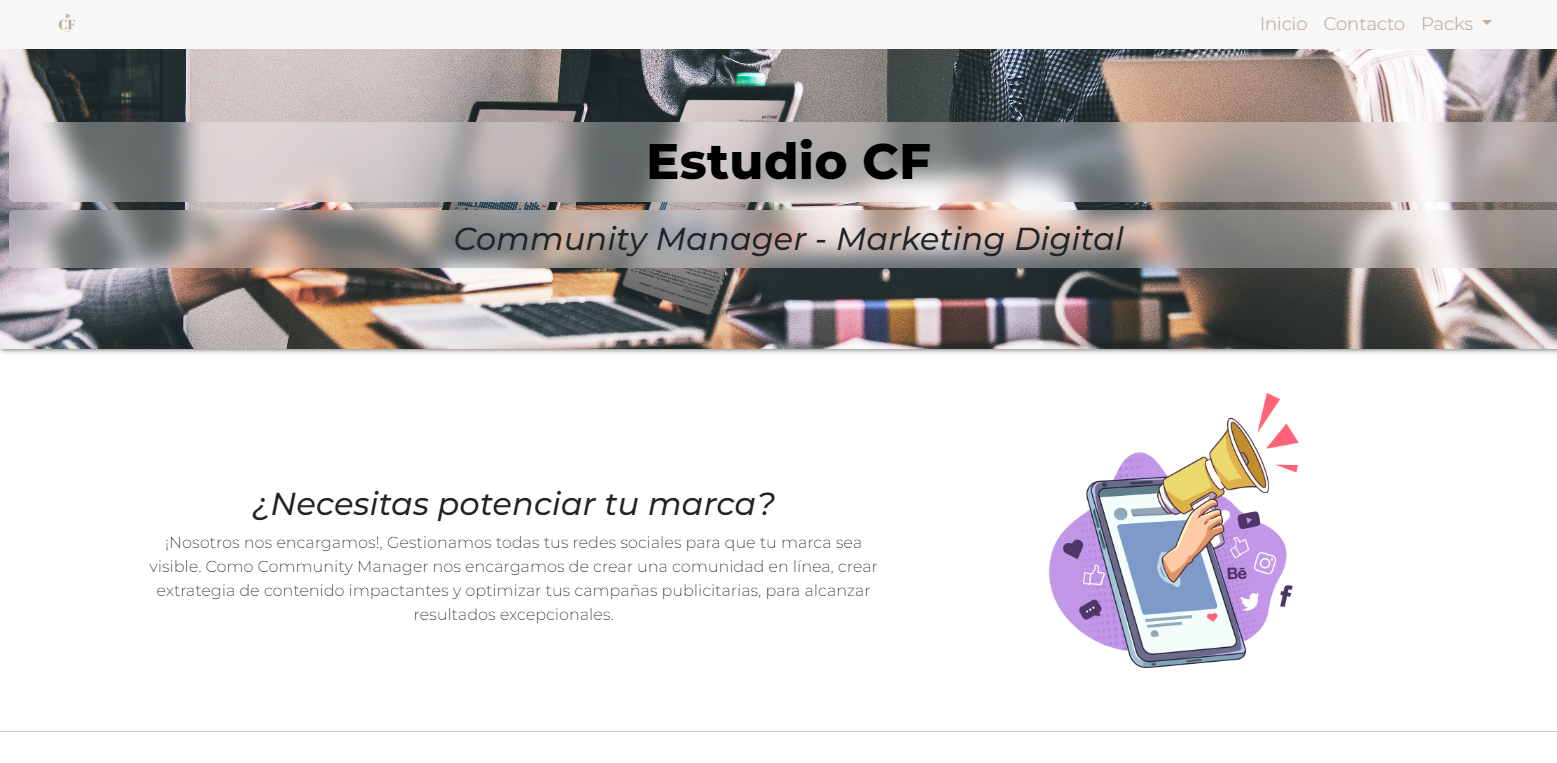 CF
Inicio Contacto Packs
Estudio CF
Community Manager - Marketing Digital
¿Necesitas potenciar tu marca?
¡Nosotros nos encargamos!, Gestionamos todas tus redes sociales para que tu marca sea
visible. Como Community Manager nos encargamos de crear una comunidad en línea, crear
extrategia de contenido impactantes y optimizar tus campañas publicitarias, para alcanzar
resultados excepcionales.
Bē
f